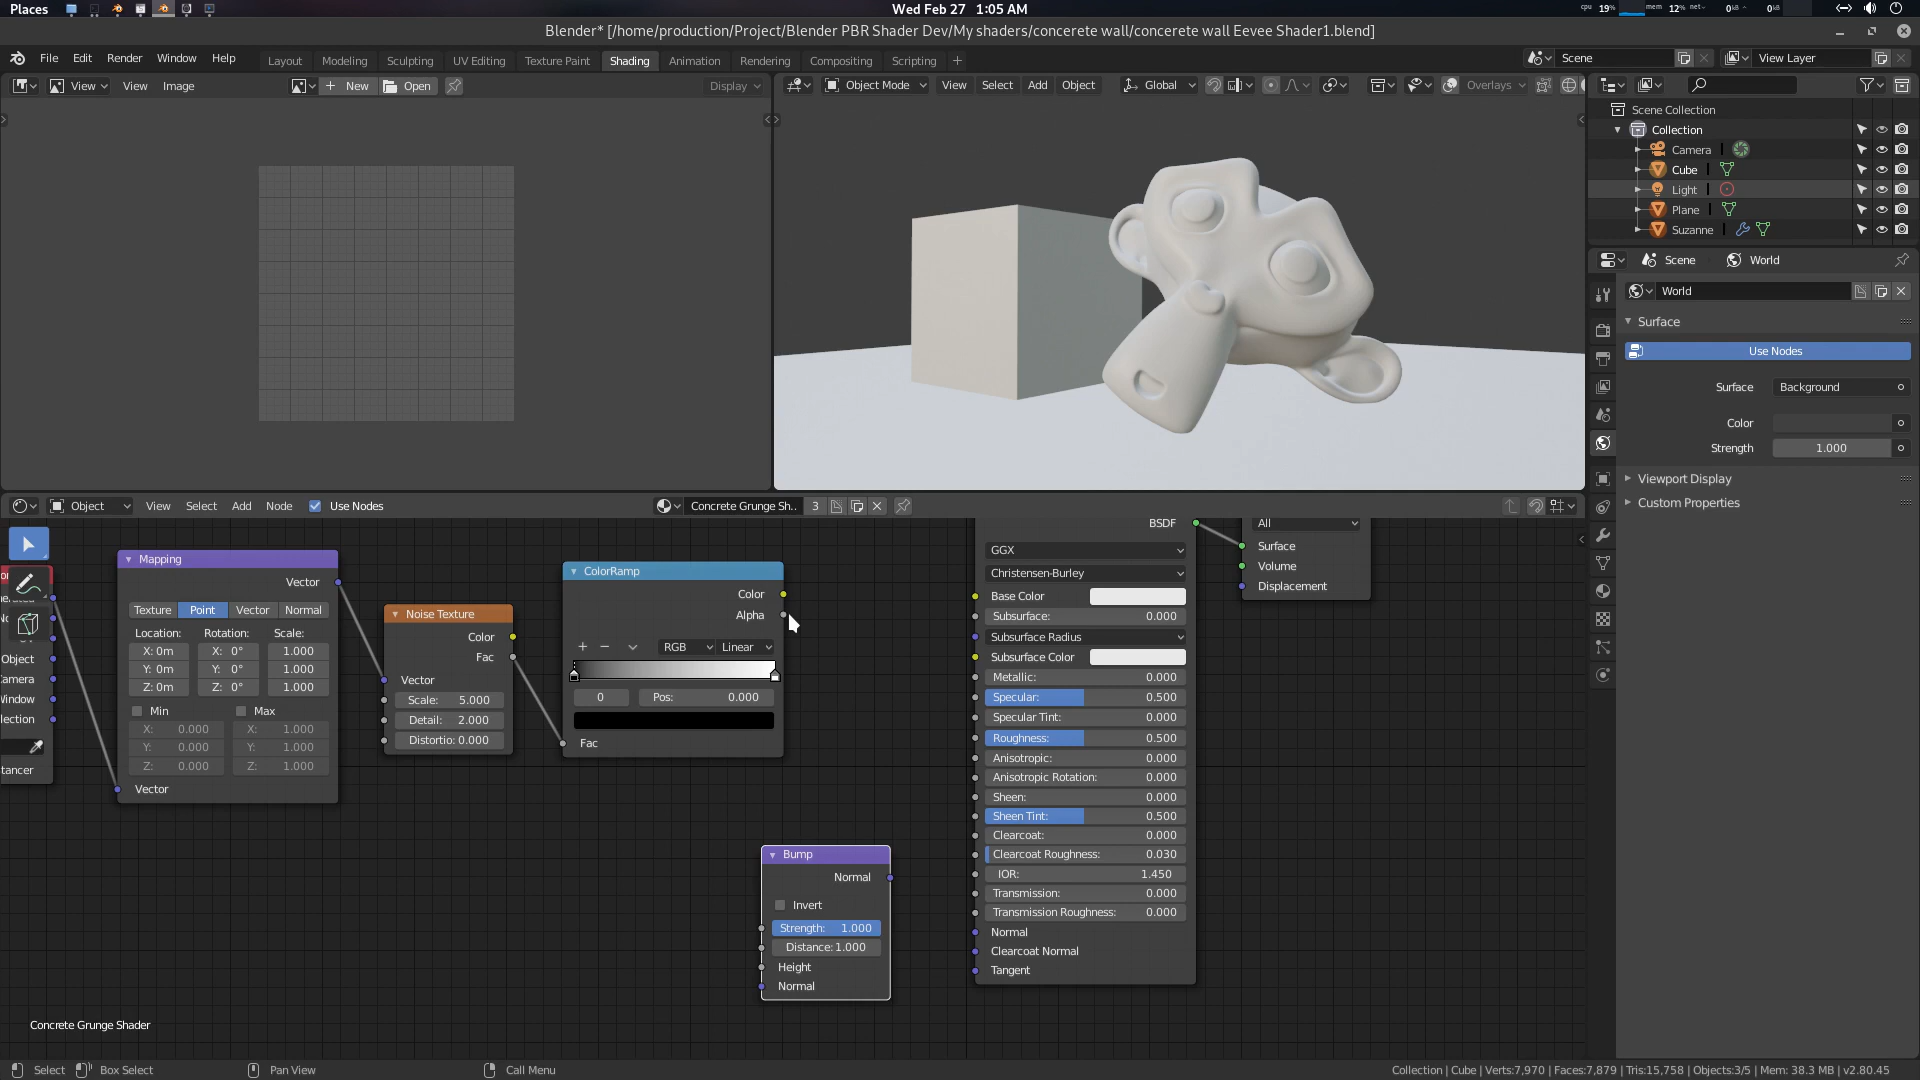 Places
Wed Feb 27 1:05 AM
cpu 19% mem 12% net 0kB 0kB
Blender* [/home/production/Project/Blender PBR Shader Dev/My shaders/concerete wall/concerete wall Eevee Shader1.blend]
File Edit Render Window Help Layout Modeling Sculpting UV Editing Texture Paint Shading Animation Rendering Compositing Scripting + Scene View Layer
View View Image New Open Display Object Mode View Select Add Object Global Overlays
Scene Collection
Collection
Camera
Cube
Light
Plane
Suzanne
Scene World
World
Surface
Use Nodes
Surface Background
Color
Strength 1.000
Viewport Display
Custom Properties
Object View Select Add Node Use Nodes Concrete Grunge Sh.. 3
Object
Window
Mapping
Vector
Texture Point Vector Normal
Location: Rotation: Scale:
X: 0m X: 0° 1.000
Y: 0m Y: 0° 1.000
Z: 0m Z: 0° 1.000
Min Max
X: 0.000 X: 1.000
Y: 0.000 Y: 1.000
Z: 0.000 Z: 1.000
Vector
Noise Texture
Color
Fac
Vector
Scale: 5.000
Detail: 2.000
Distortio: 0.000
ColorRamp
Color
Alpha
RGB Linear
0 Pos: 0.000
Fac
Bump
Normal
Invert
Strength: 1.000
Distance: 1.000
Height
Normal
BSDF
GGX
Christensen-Burley
Base Color
Subsurface: 0.000
Subsurface Radius
Subsurface Color
Metallic: 0.000
Specular: 0.500
Specular Tint: 0.000
Roughness: 0.500
Anisotropic: 0.000
Anisotropic Rotation: 0.000
Sheen: 0.000
Sheen Tint: 0.500
Clearcoat: 0.000
Clearcoat Roughness: 0.030
IOR: 1.450
Transmission: 0.000
Transmission Roughness: 0.000
Normal
Clearcoat Normal
Tangent
All
Surface
Volume
Displacement
Concrete Grunge Shader
Select Box Select Pan View Call Menu Collection | Cube | Verts:7,970 | Faces:7,879 | Tris:15,758 | Objects:3/5 | Mem: 38.3 MB | v2.80.45